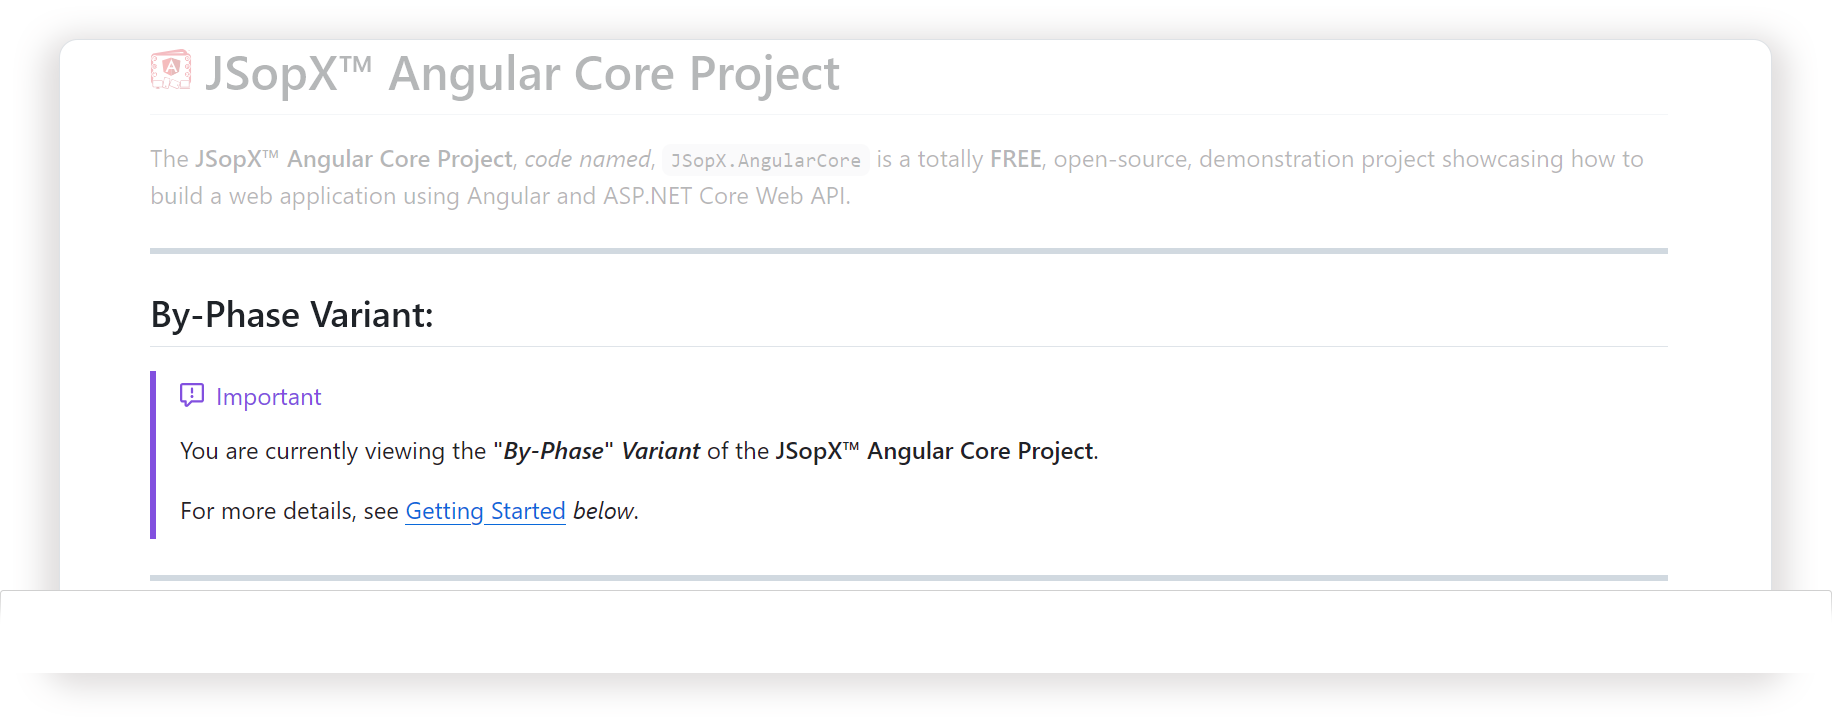 JSopX™ Angular Core Project
The JSopX™ Angular Core Project, code named, JSopX.AngularCore is a totally FREE, open-source, demonstration project showcasing how to
build a web application using Angular and ASP.NET Core Web API.
By-Phase Variant:
Important
You are currently viewing the "By-Phase" Variant of the JSopX™ Angular Core Project.
For more details, see Getting Started below.